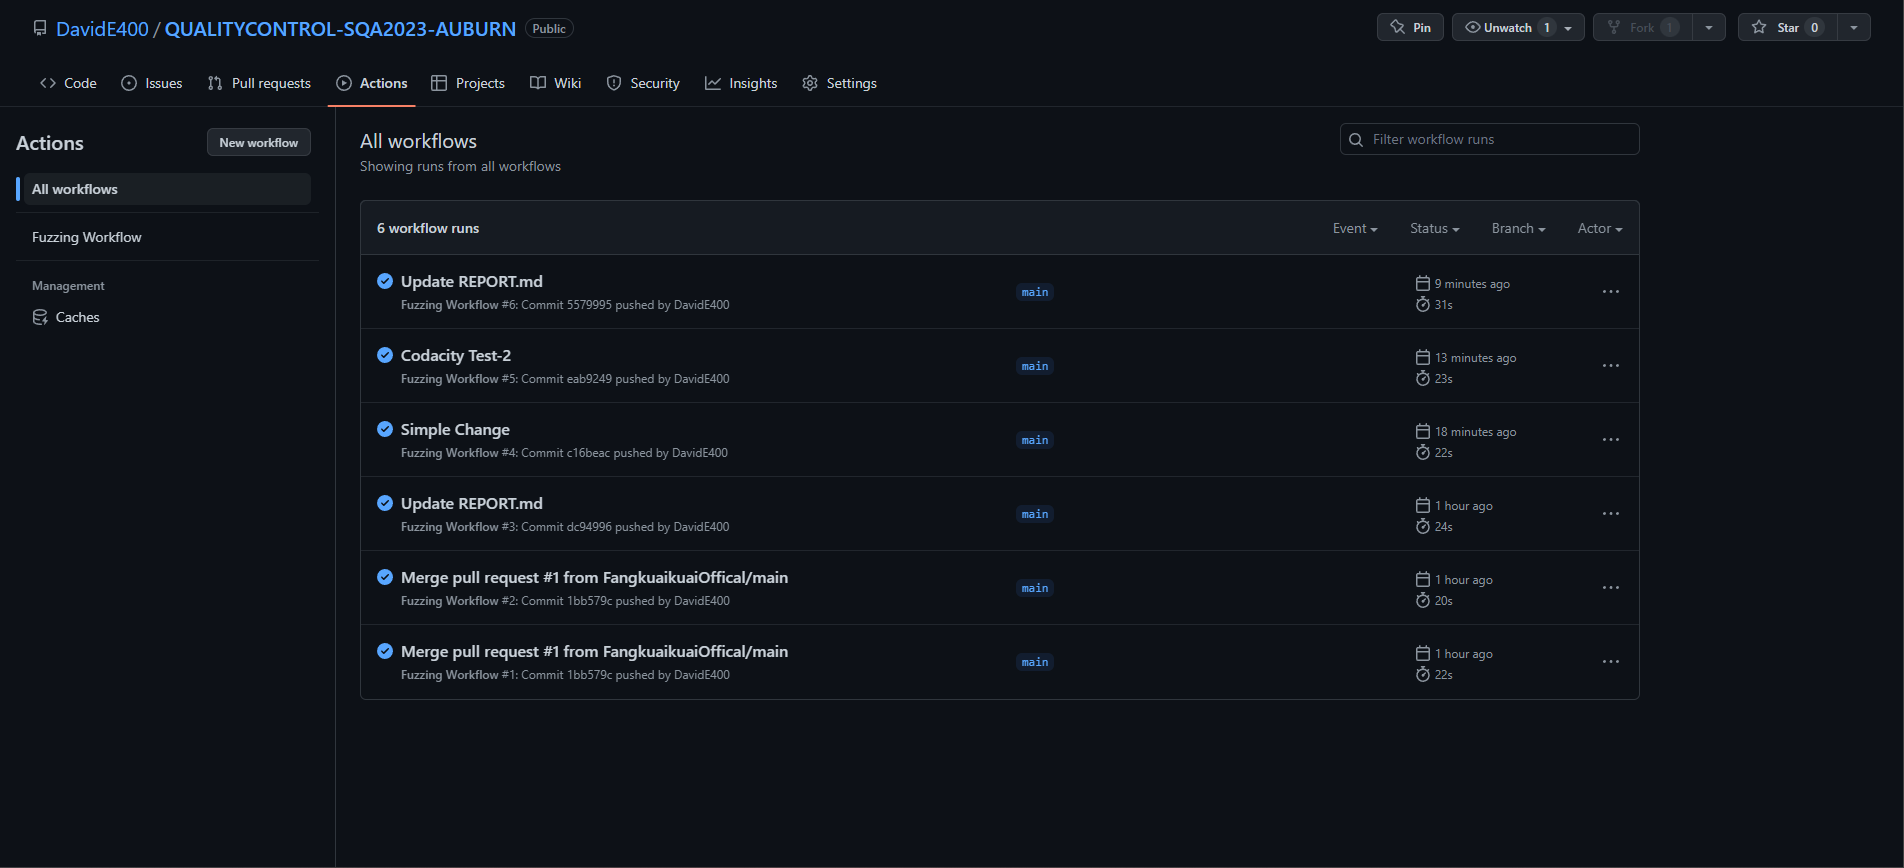 DavidE400 / QUALITYCONTROL-SQA2023-AUBURN Public
Pin Unwatch 1 Fork 1 Star 0
Code Issues Pull requests Actions Projects Wiki Security Insights Settings
Actions
New workflow
All workflows
Fuzzing Workflow
Management
Caches
All workflows
Showing runs from all workflows
Filter workflow runs
6 workflow runs
Event Status Branch Actor
Update REPORT.md
Fuzzing Workflow #6: Commit 5579995 pushed by DavidE400
main
9 minutes ago
31s
Codacity Test-2
Fuzzing Workflow #5: Commit eab9249 pushed by DavidE400
main
13 minutes ago
23s
Simple Change
Fuzzing Workflow #4: Commit c16beac pushed by DavidE400
main
18 minutes ago
22s
Update REPORT.md
Fuzzing Workflow #3: Commit dc94996 pushed by DavidE400
main
1 hour ago
24s
Merge pull request #1 from FangkuaikuaiOffical/main
Fuzzing Workflow #2: Commit 1bb579c pushed by DavidE400
main
1 hour ago
20s
Merge pull request #1 from FangkuaikuaiOffical/main
Fuzzing Workflow #1: Commit 1bb579c pushed by DavidE400
main
1 hour ago
22s